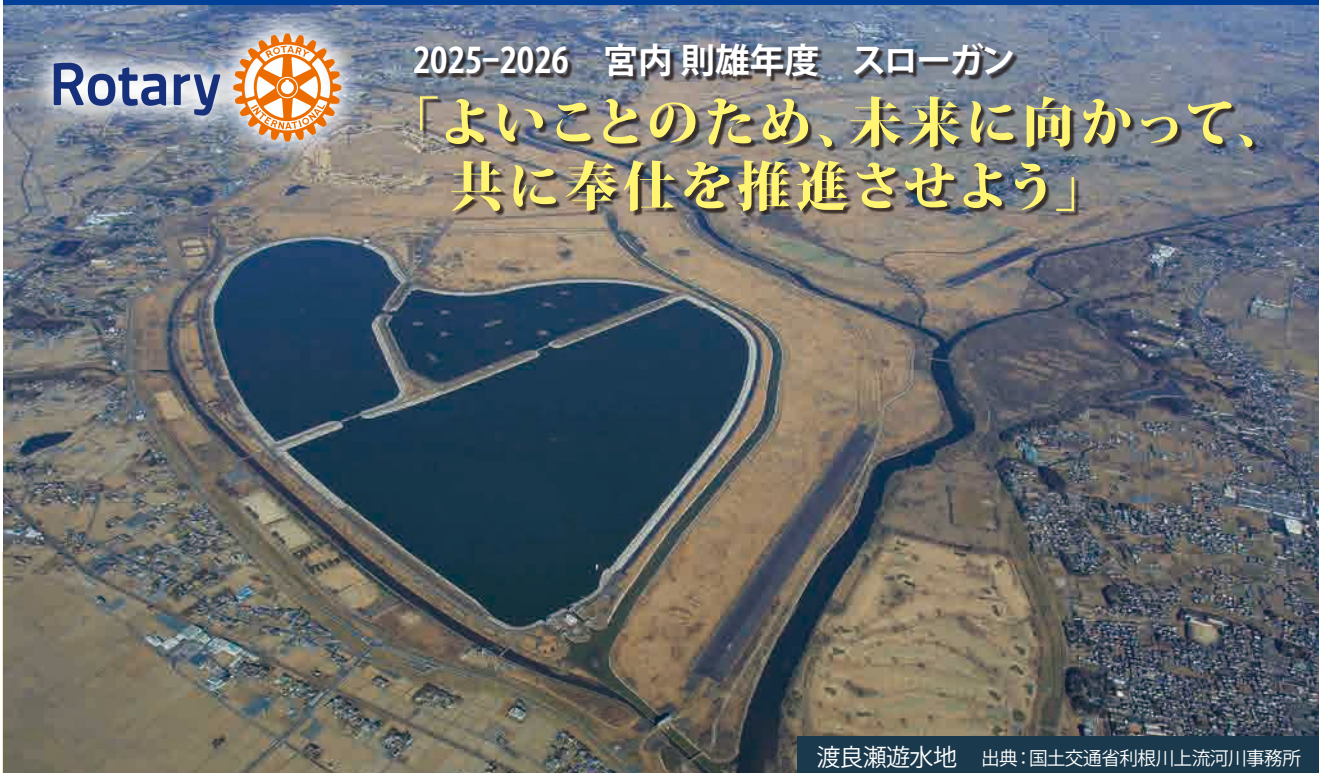 Rotary
ROTARY
INTERNATIONAL
2025-2026　宮内 則雄年度　スローガン
「よいことのため、未来に向かって、
共に奉仕を推進させよう」
渡良瀬遊水地　出典：国土交通省利根川上流河川事務所